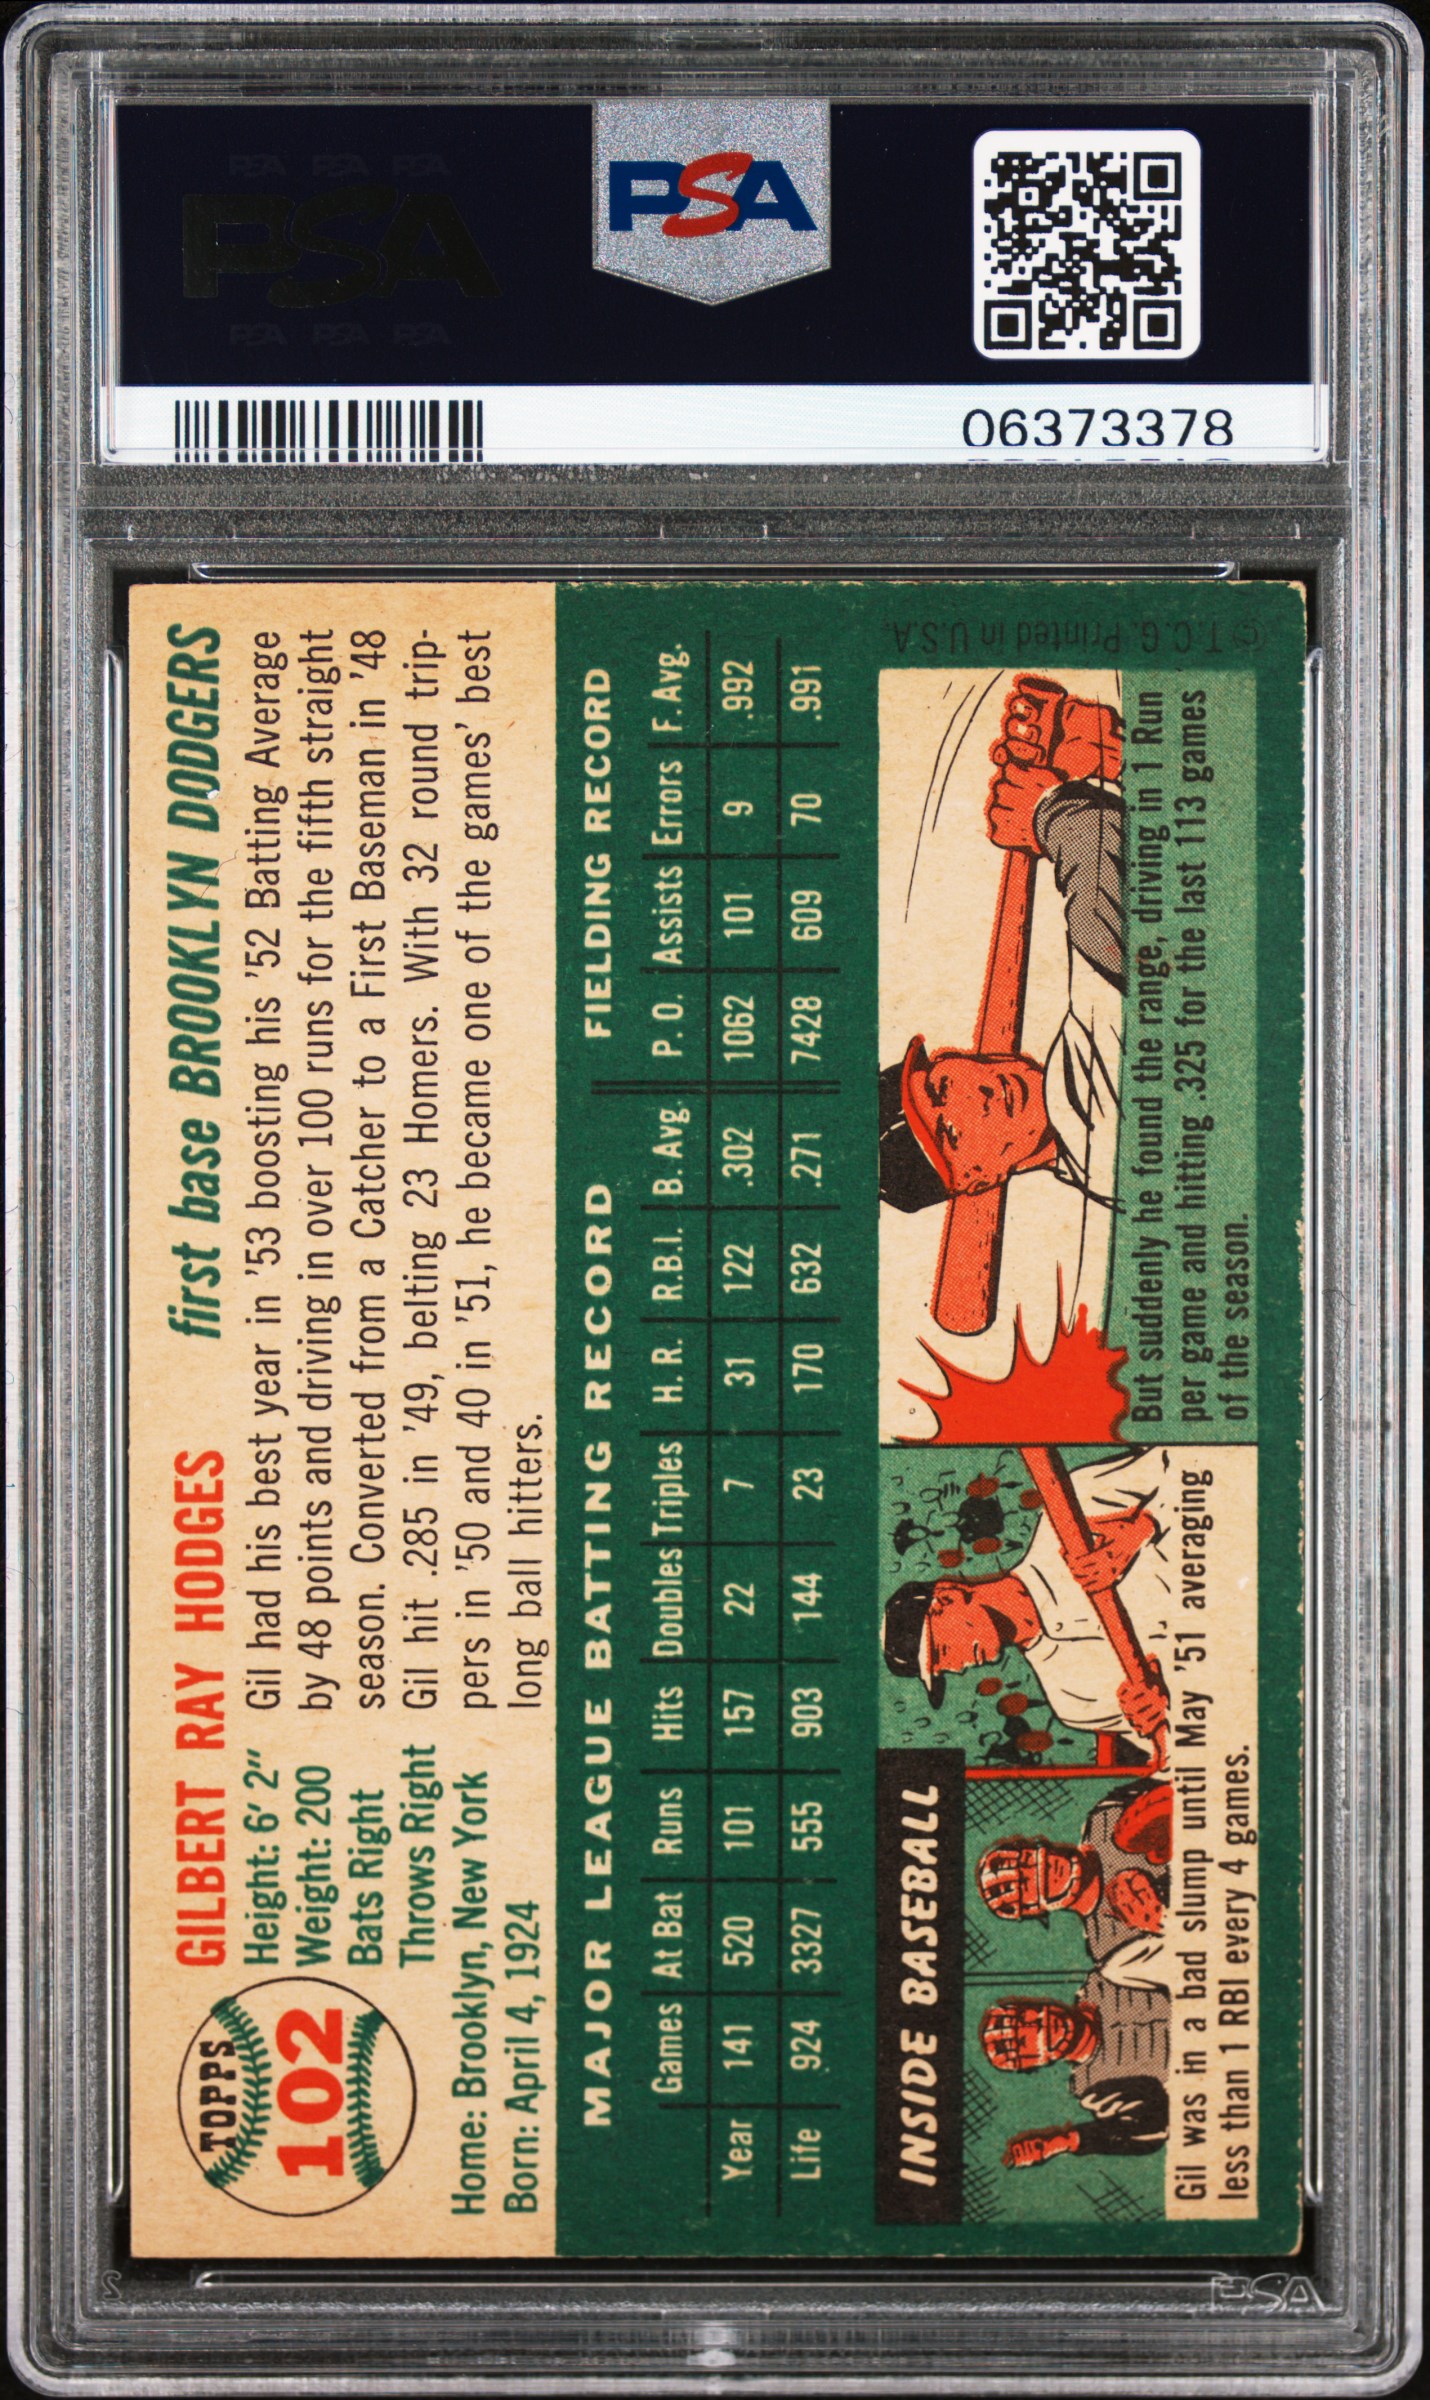 PSA PSA PSA
PSA
PSA PSA PSA
PSA
06373378
TOPPS
102
GILBERT RAY HODGES first base BROOKLYN DODGERS
Height: 6' 2"
Weight: 200
Bats Right
Throws Right
Home: Brooklyn, New York
Born: April 4, 1924
Gil had his best year in '53 boosting his '52 Batting Average
by 48 points and driving in over 100 runs for the fifth straight
season. Converted from a Catcher to a First Baseman in '48
Gil hit .285 in '49, belting 23 Homers. With 32 round trip-
pers in '50 and 40 in '51, he became one of the games' best
long ball hitters.
MAJOR LEAGUE BATTING RECORD FIELDING RECORD
Games At Bat Runs Hits Doubles Triples H. R. R.B.I. B. Avg. P. O. Assists Errors F. Avg.
Year 141 520 101 157 22 7 31 122 .302 1062 101 9 .992
Life 924 3327 555 903 144 23 170 632 .271 7428 609 70 .991
INSIDE BASEBALL
Gil was in a bad slump until May '51 averaging
less than 1 RBI every 4 games.
But suddenly he found the range, driving in 1 Run
per game and hitting .325 for the last 113 games
of the season.
© T.C.G. Printed in U.S.A.
PSA